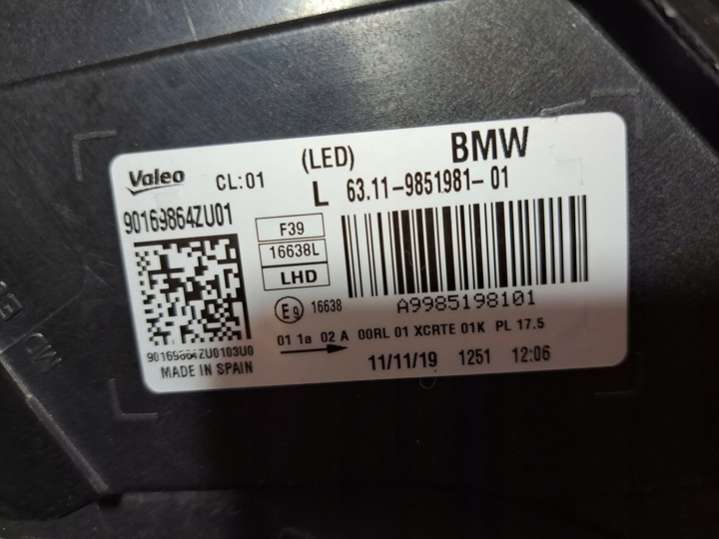 Valeo CL:01 (LED) BMW
90169864ZU01 L 63.11-9851981-01
F39
16638L
LHD
E9 16638 A9985198101
01 1a 02 A 00RL 01 XCRTE 01K PL 17.5
90169864ZU0103U0
MADE IN SPAIN 11/11/19 1251 12:06